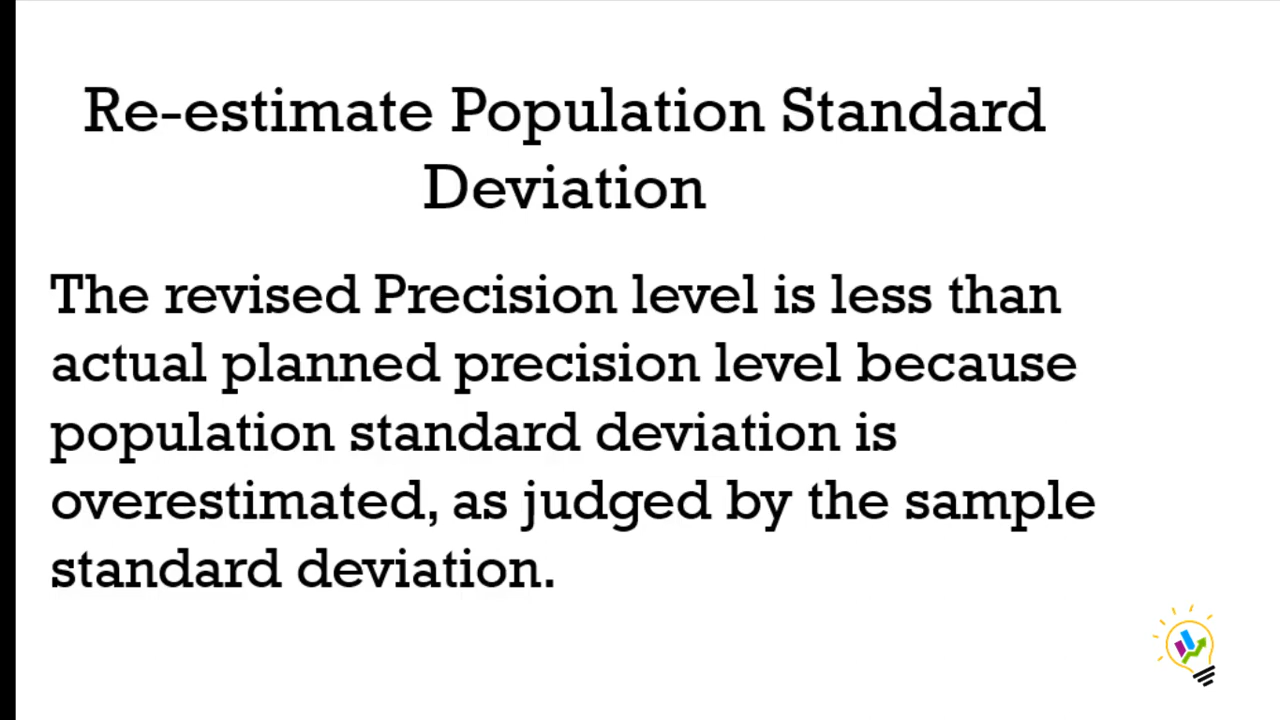 Re-estimate Population Standard
Deviation
The revised Precision level is less than
actual planned precision level because
population standard deviation is
overestimated, as judged by the sample
standard deviation.